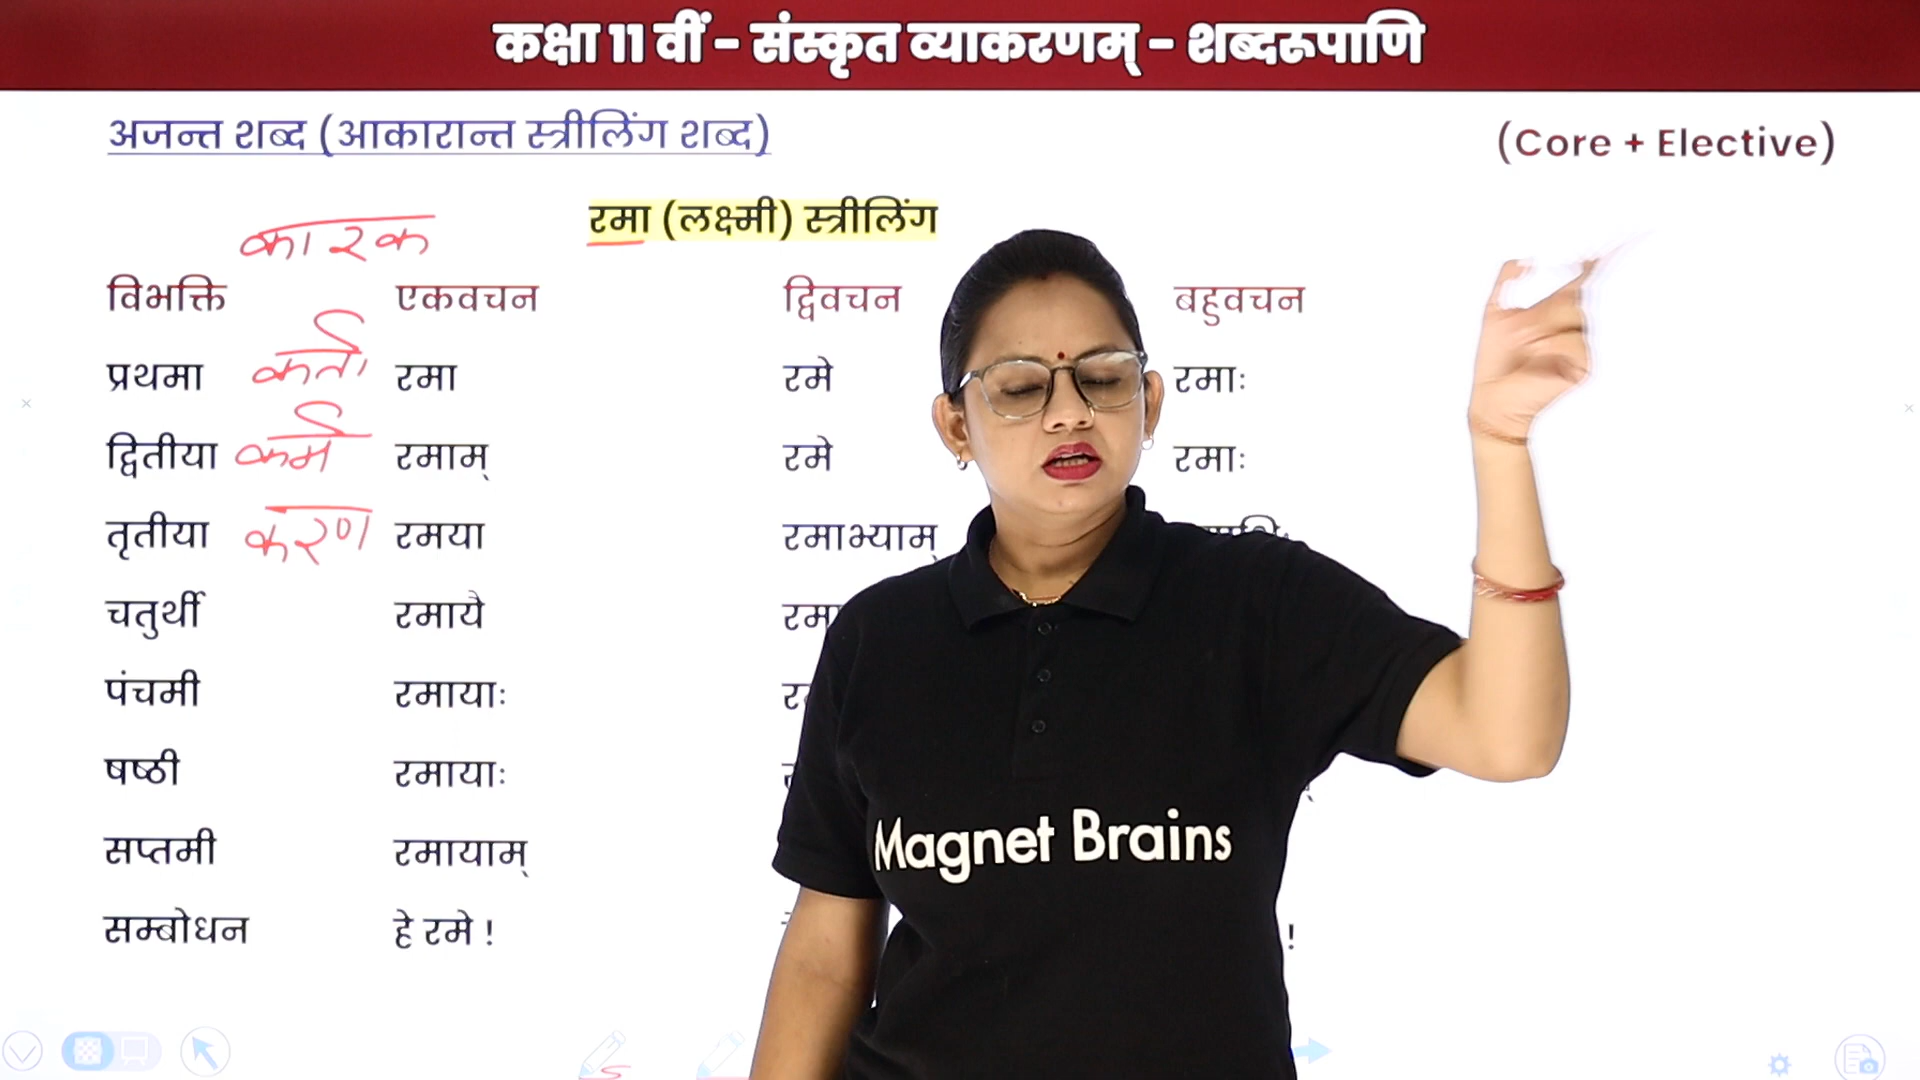 कक्षा 11 वीं - संस्कृत व्याकरणम् - शब्दरूपाणि
अजन्त शब्द (आकारान्त स्त्रीलिंग शब्द)
(Core + Elective)
रमा (लक्ष्मी) स्त्रीलिंग
कारक
विभक्ति एकवचन द्विवचन बहुवचन
प्रथमा कर्ता रमा रमे रमाः
द्वितीया कर्म रमाम् रमे रमाः
तृतीया करण रमया रमाभ्याम्
चतुर्थी रमायै
पंचमी रमायाः
षष्ठी रमायाः
सप्तमी रमायाम्
सम्बोधन हे रमे ! !
Magnet Brains